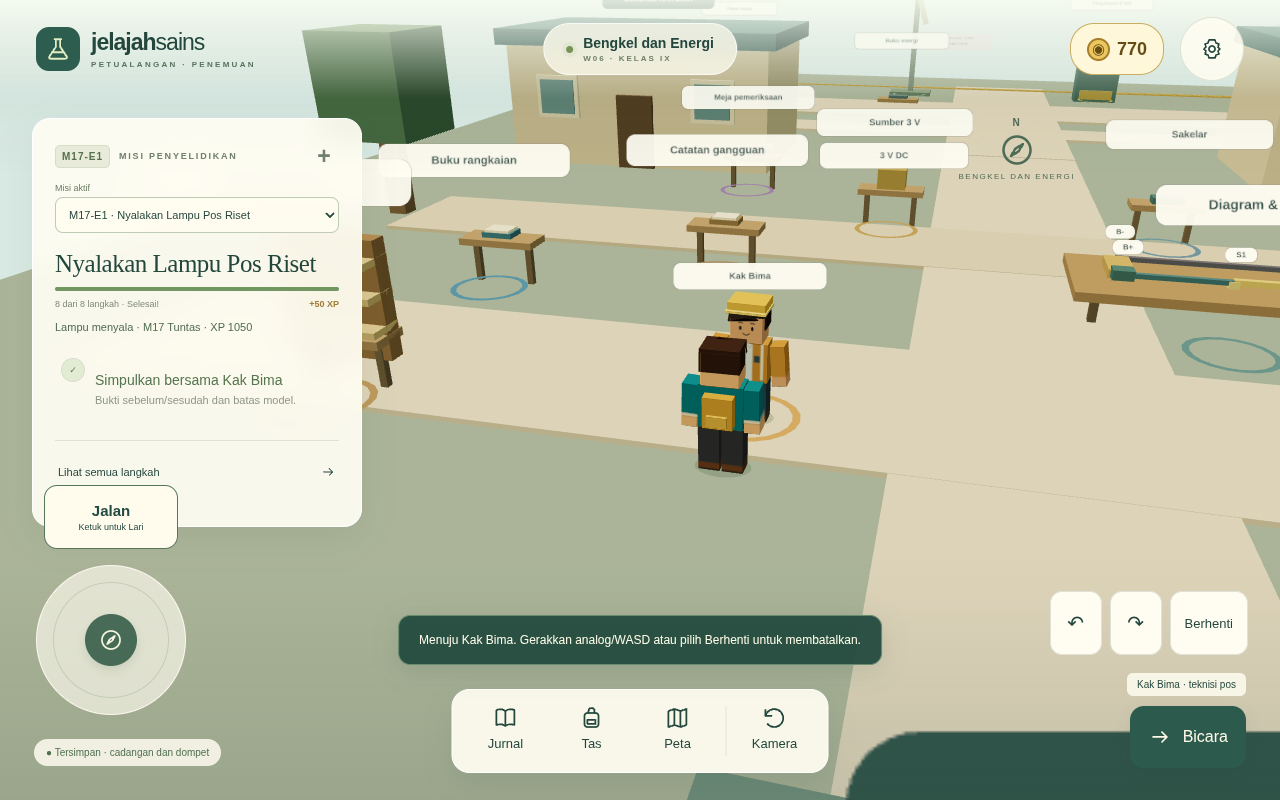 jelajahsains
PETUALANGAN · PENEMUAN
Bengkel dan Energi
W06 · KELAS IX
770
M17-E1 MISI PENYELIDIKAN
Misi aktif
M17-E1 · Nyalakan Lampu Pos Riset
Nyalakan Lampu Pos Riset
8 dari 8 langkah · Selesai!
+50 XP
Lampu menyala · M17 Tuntas · XP 1050
Simpulkan bersama Kak Bima
Bukti sebelum/sesudah dan batas model.
Lihat semua langkah
Jalan
Ketuk untuk Lari
Tersimpan · cadangan dan dompet
Buku energi
Meja pemeriksaan
Sumber 3 V
Buku rangkaian
Catatan gangguan
3 V DC
N
BENGKEL DAN ENERGI
Sakelar
Diagram &
B-
B+
S1
Kak Bima
Menuju Kak Bima. Gerakkan analog/WASD atau pilih Berhenti untuk membatalkan.
Berhenti
Kak Bima · teknisi pos
Bicara
Jurnal
Tas
Peta
Kamera